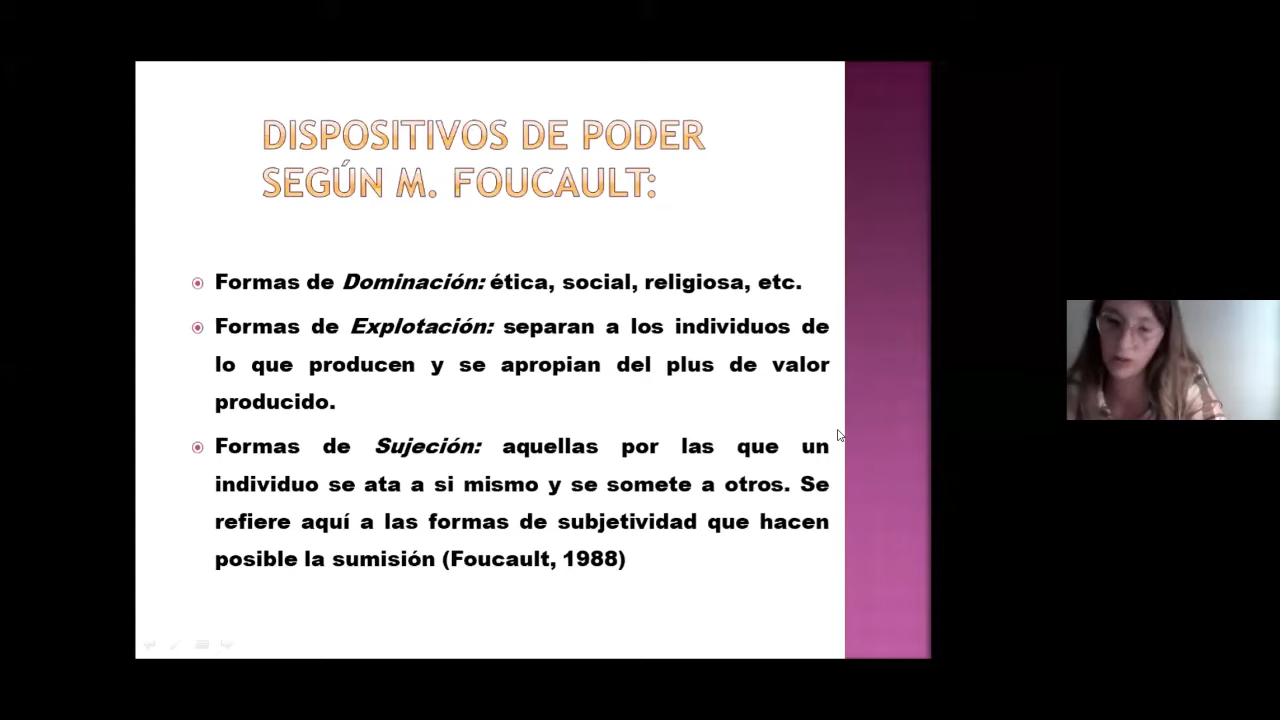 DISPOSITIVOS DE PODER
SEGÚN M. FOUCAULT:
Formas de Dominación: ética, social, religiosa, etc.
Formas de Explotación: separan a los individuos de
lo que producen y se apropian del plus de valor
producido.
Formas de Sujeción: aquellas por las que un
individuo se ata a si mismo y se somete a otros. Se
refiere aquí a las formas de subjetividad que hacen
posible la sumisión (Foucault, 1988)